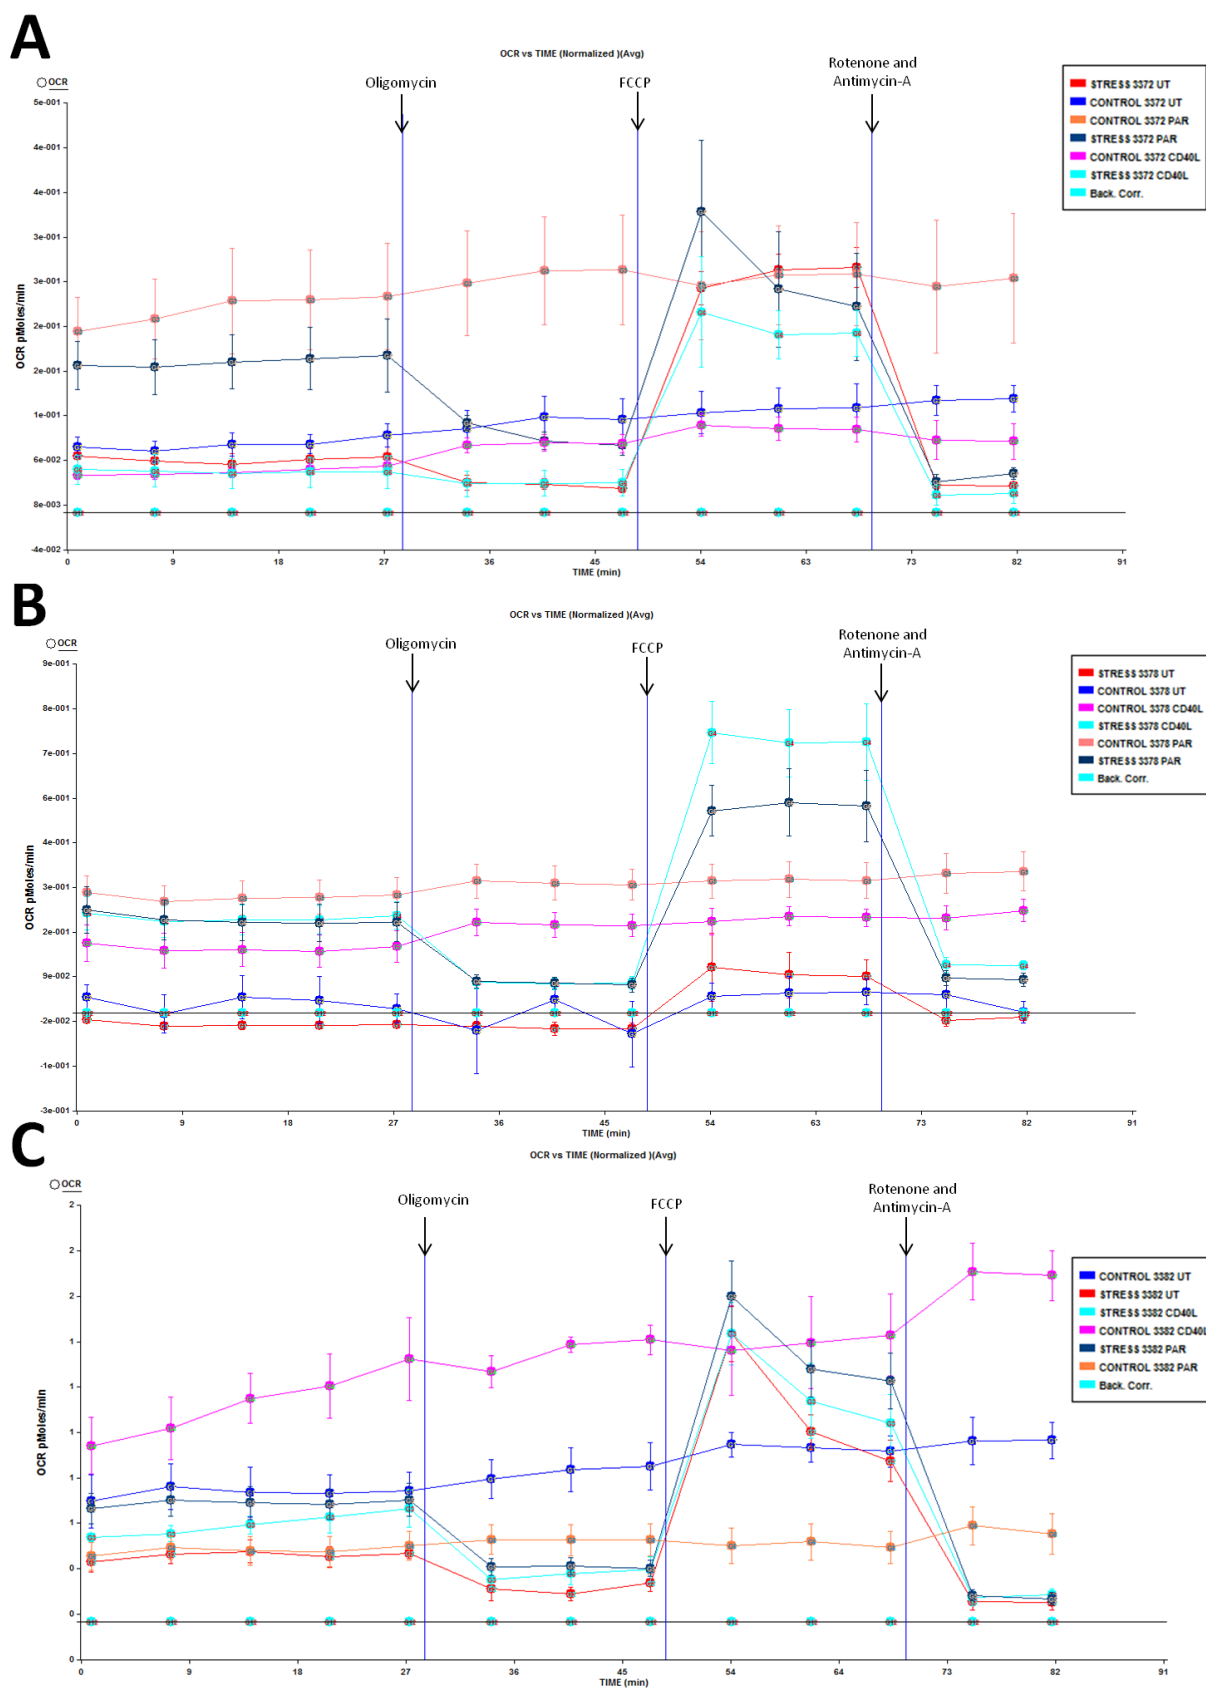 A
OCR vs TIME (Normalized )(Avg)
OCR
Oligomycin
FCCP
Rotenone and
Antimycin-A
5e-001
4e-001
4e-001
3e-001
3e-001
2e-001
2e-001
1e-001
6e-002
8e-003
-4e-002
OCR pMoles/min
0
9
18
27
36
45
54
63
73
82
91
TIME (min)
STRESS 3372 UT
CONTROL 3372 UT
CONTROL 3372 PAR
STRESS 3372 PAR
CONTROL 3372 CD40L
STRESS 3372 CD40L
Back. Corr.
B
OCR vs TIME (Normalized )(Avg)
OCR
Oligomycin
FCCP
Rotenone and
Antimycin-A
9e-001
8e-001
7e-001
6e-001
4e-001
3e-001
2e-001
9e-002
-2e-002
-1e-001
-3e-001
OCR pMoles/min
0
9
18
27
36
45
54
63
73
82
91
TIME (min)
STRESS 3378 UT
CONTROL 3378 UT
CONTROL 3378 CD40L
STRESS 3378 CD40L
CONTROL 3378 PAR
STRESS 3378 PAR
Back. Corr.
C
OCR vs TIME (Normalized )(Avg)
OCR
Oligomycin
FCCP
Rotenone and
Antimycin-A
2
2
2
1
1
1
1
1
0
0
0
OCR pMoles/min
0
9
18
27
36
45
54
64
73
82
91
TIME (min)
CONTROL 3382 UT
STRESS 3382 UT
STRESS 3382 CD40L
CONTROL 3382 CD40L
STRESS 3382 PAR
CONTROL 3382 PAR
Back. Corr.